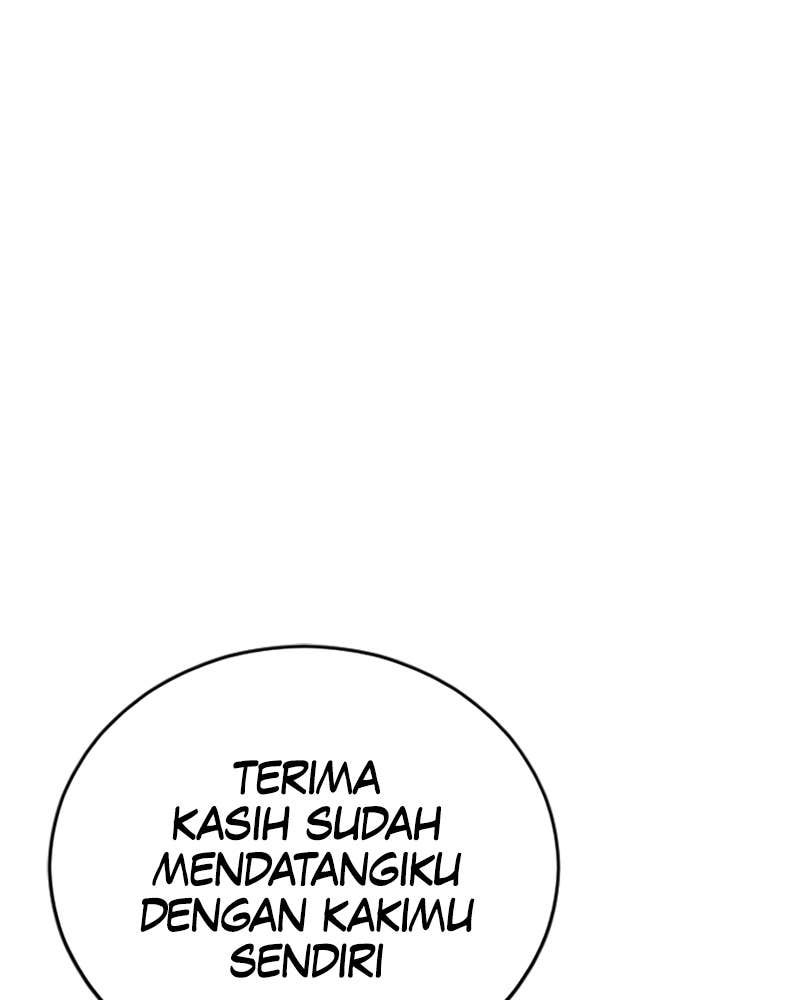 TERIMA
KASIH SUDAH
MENDATANGIKU
DENGAN KAKIMU
SENDIRI